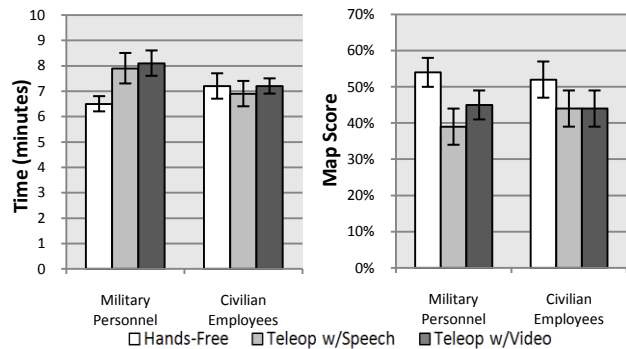 Time (minutes)
10
9
8
7
6
5
4
3
2
1
0
Military Personnel
Civilian Employees
Map Score
70%
60%
50%
40%
30%
20%
10%
0%
Military Personnel
Civilian Employees
Hands-Free
Teleop w/Speech
Teleop w/Video